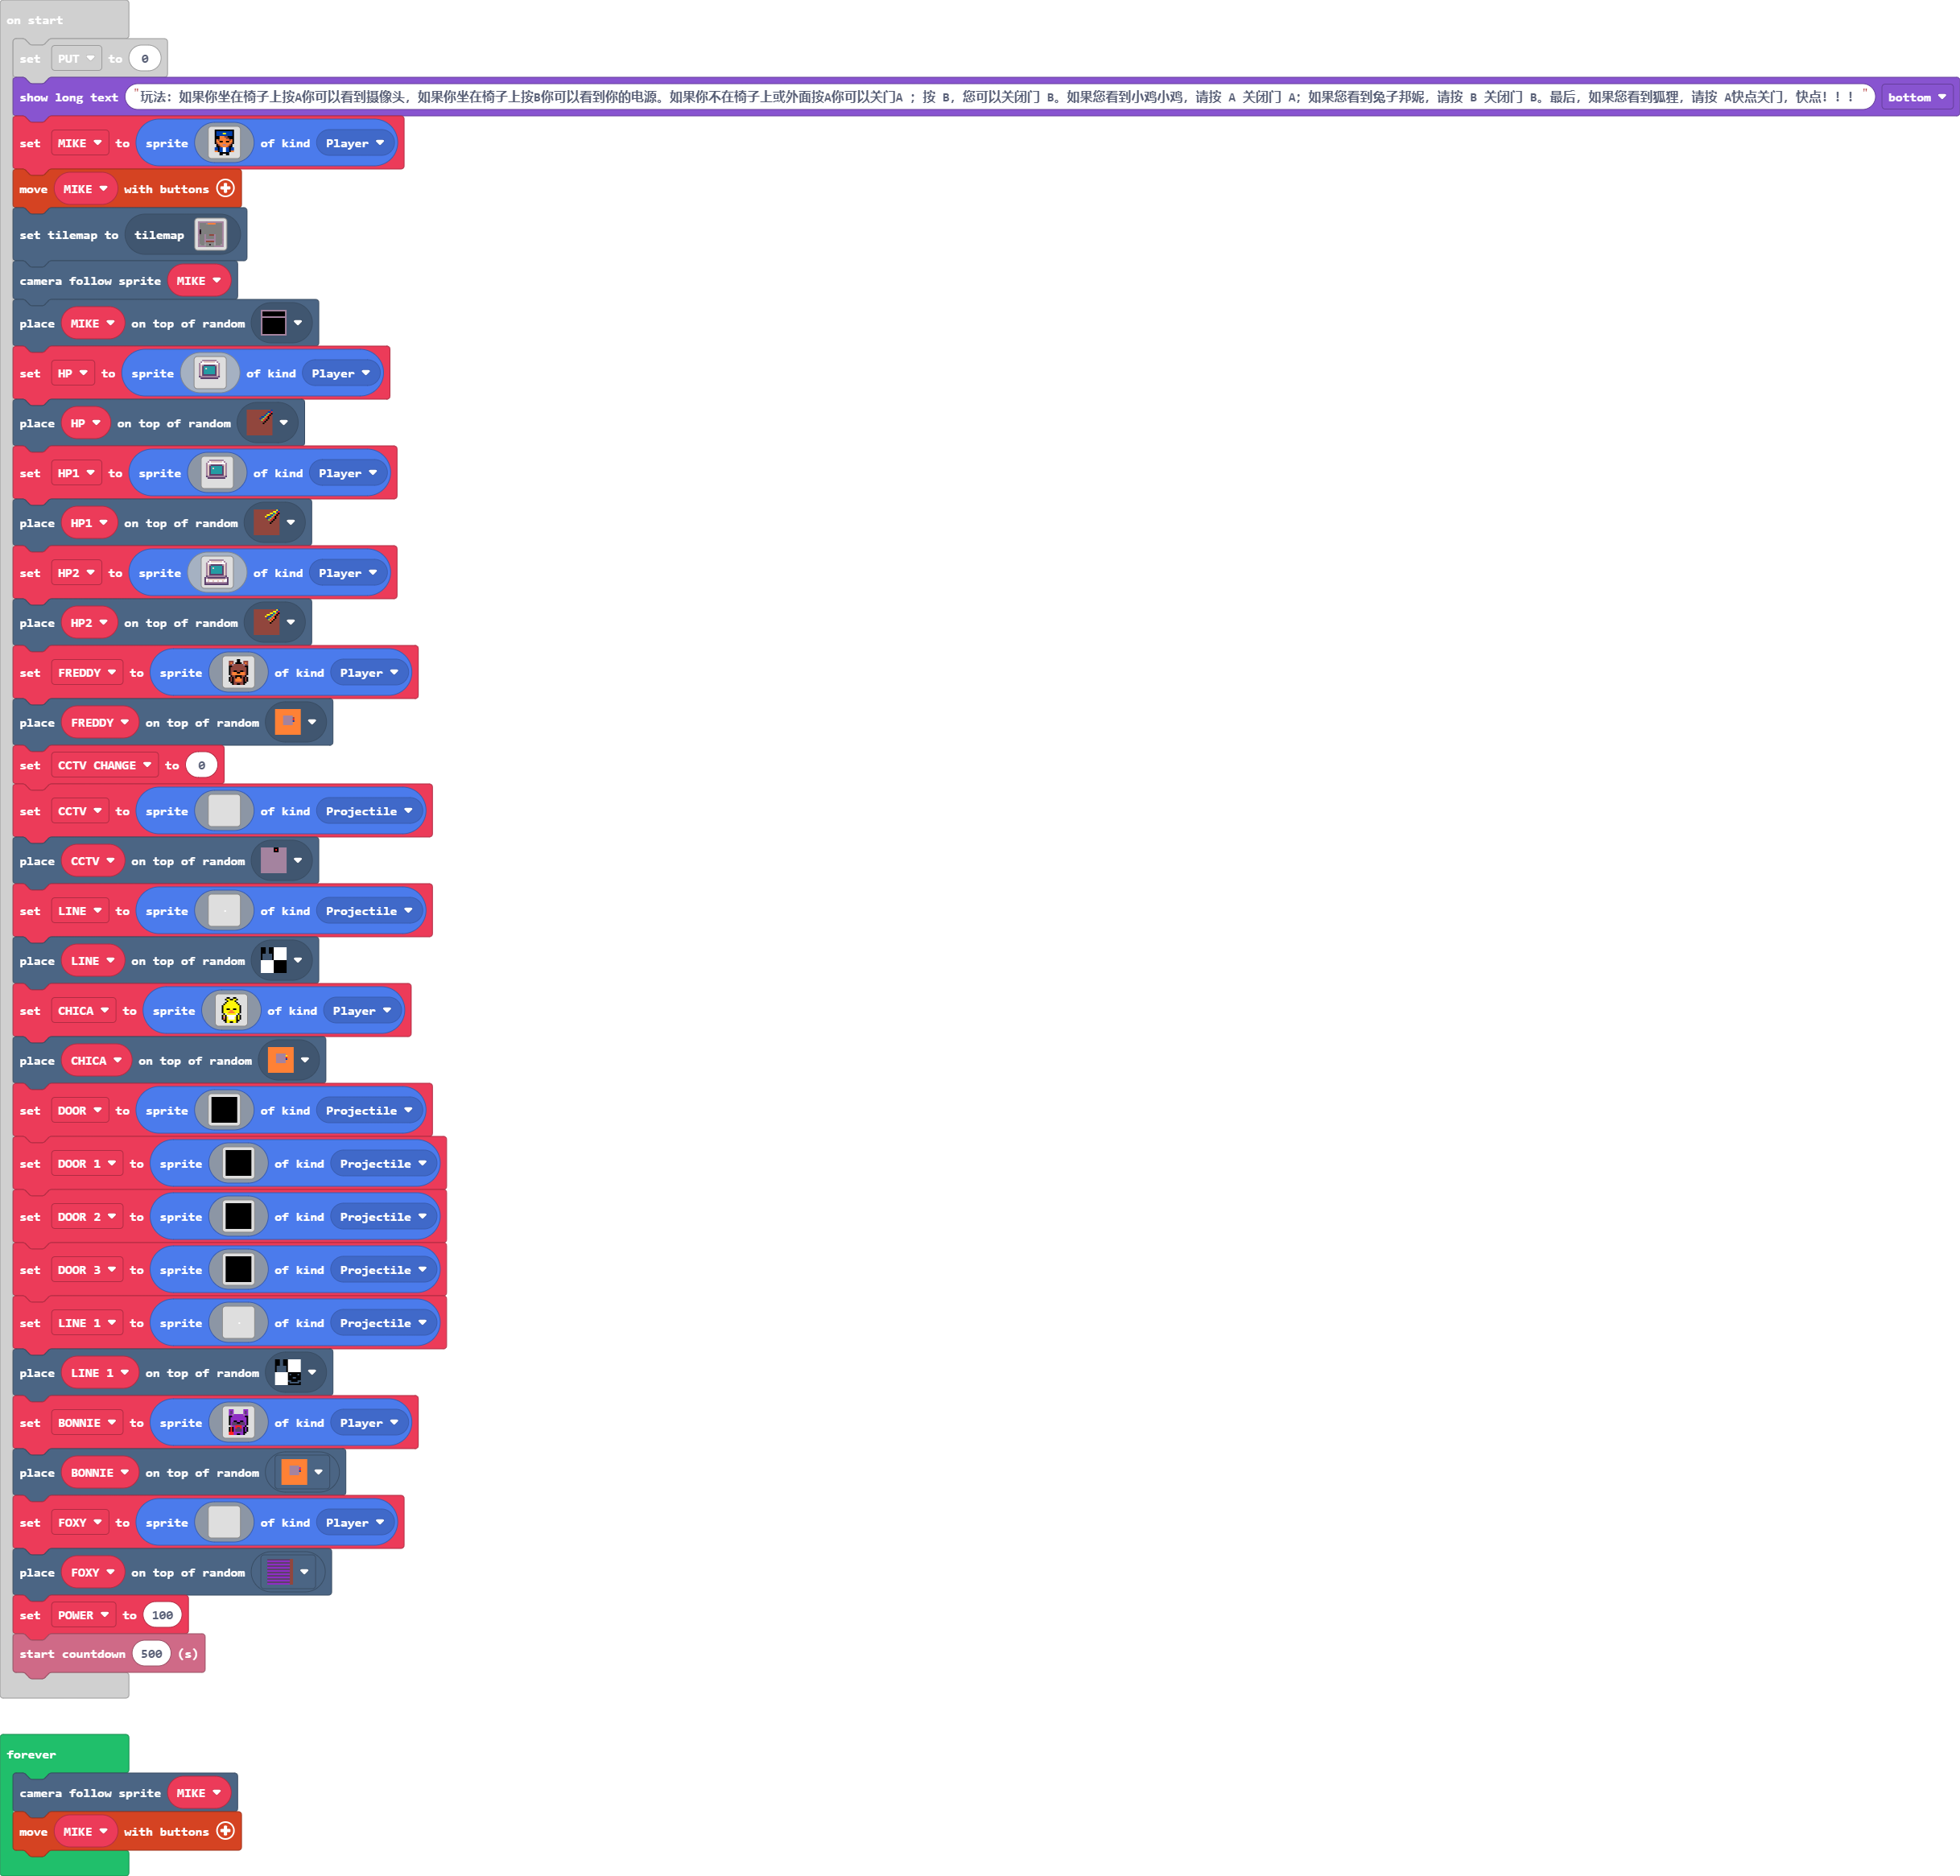 on start
set PUT to 0
show long text "玩法: 如果你坐在椅子上按A你可以看到摄像头，如果你坐在椅子上按B你可以看到你的电源。如果你不在椅子上或外面按A你可以关门A ；按 B，您可以关闭门 B。如果您看到小鸡小鸡，请按 A 关闭门 A；如果您看到兔子邦妮，请按 B 关闭门 B。最后，如果您看到狐狸，请按 A快点关门，快点！！！" bottom
set MIKE to sprite of kind Player
move MIKE with buttons
set tilemap to tilemap
camera follow sprite MIKE
place MIKE on top of random
set HP to sprite of kind Player
place HP on top of random
set HP1 to sprite of kind Player
place HP1 on top of random
set HP2 to sprite of kind Player
place HP2 on top of random
set FREDDY to sprite of kind Player
place FREDDY on top of random
set CCTV CHANGE to 0
set CCTV to sprite of kind Projectile
place CCTV on top of random
set LINE to sprite of kind Projectile
place LINE on top of random
set CHICA to sprite of kind Player
place CHICA on top of random
set DOOR to sprite of kind Projectile
set DOOR 1 to sprite of kind Projectile
set DOOR 2 to sprite of kind Projectile
set DOOR 3 to sprite of kind Projectile
set LINE 1 to sprite of kind Projectile
place LINE 1 on top of random
set BONNIE to sprite of kind Player
place BONNIE on top of random
set FOXY to sprite of kind Player
place FOXY on top of random
set POWER to 100
start countdown 500 (s)
forever
camera follow sprite MIKE
move MIKE with buttons